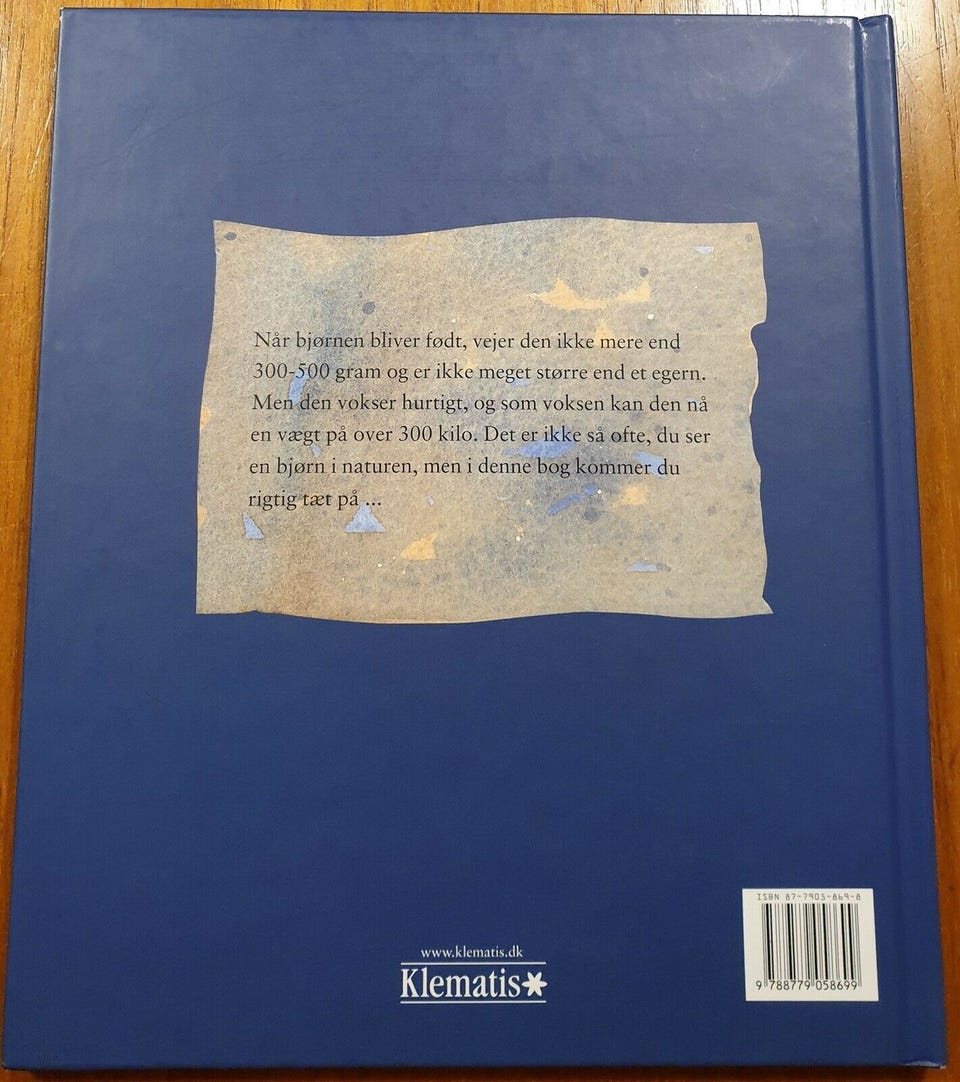 Når bjørnen bliver født, vejer den ikke mere end
300-500 gram og er ikke meget større end et egern.
Men den vokser hurtigt, og som voksen kan den nå
en vægt på over 300 kilo. Det er ikke så ofte, du ser
en bjørn i naturen, men i denne bog kommer du
rigtig tæt på ...
ISBN 87-7905-869-8
9 788779 058699
www.klematis.dk
Klematis